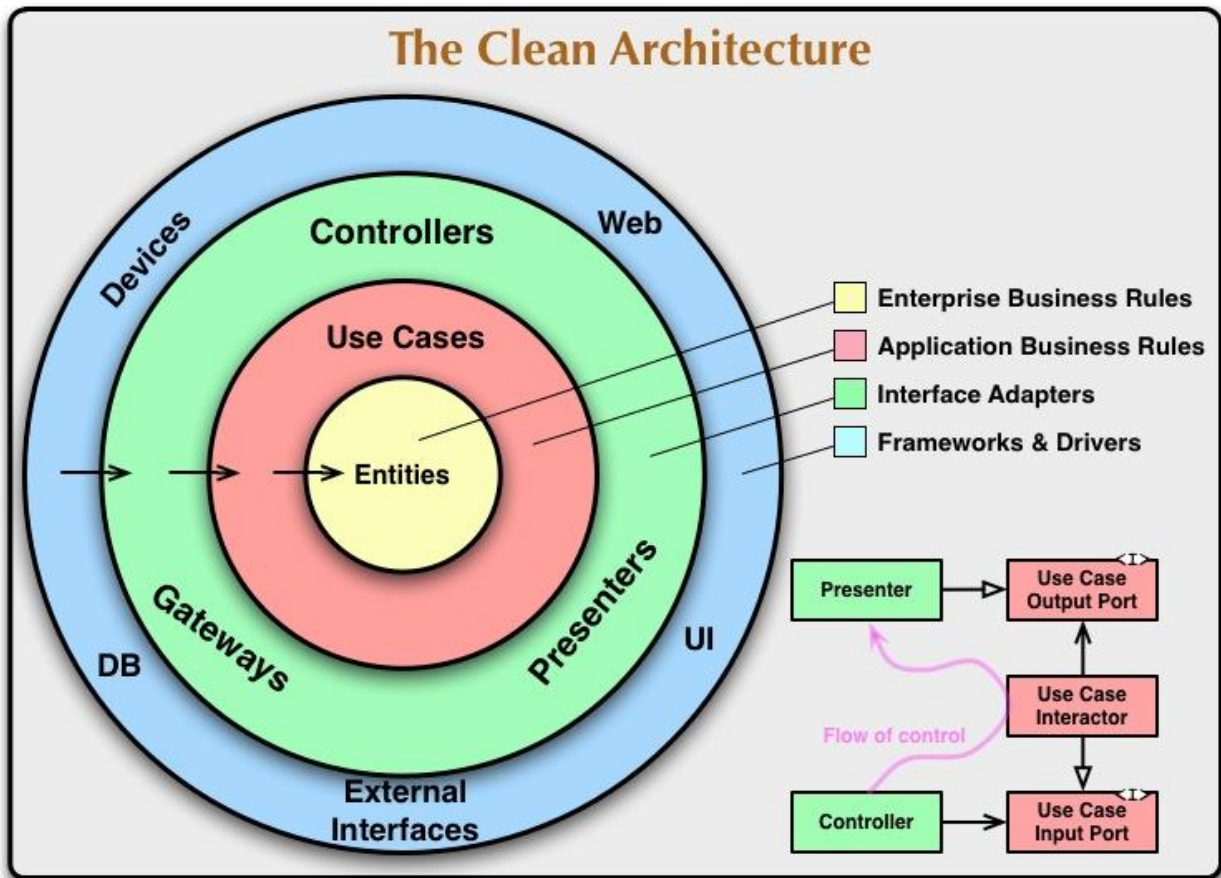 The Clean Architecture
Devices
Web
Controllers
Use Cases
Entities
Gateways
Presenters
DB
UI
External
Interfaces
Enterprise Business Rules
Application Business Rules
Interface Adapters
Frameworks & Drivers
Presenter
<I>
Use Case
Output Port
Use Case
Interactor
Flow of control
Controller
<I>
Use Case
Input Port